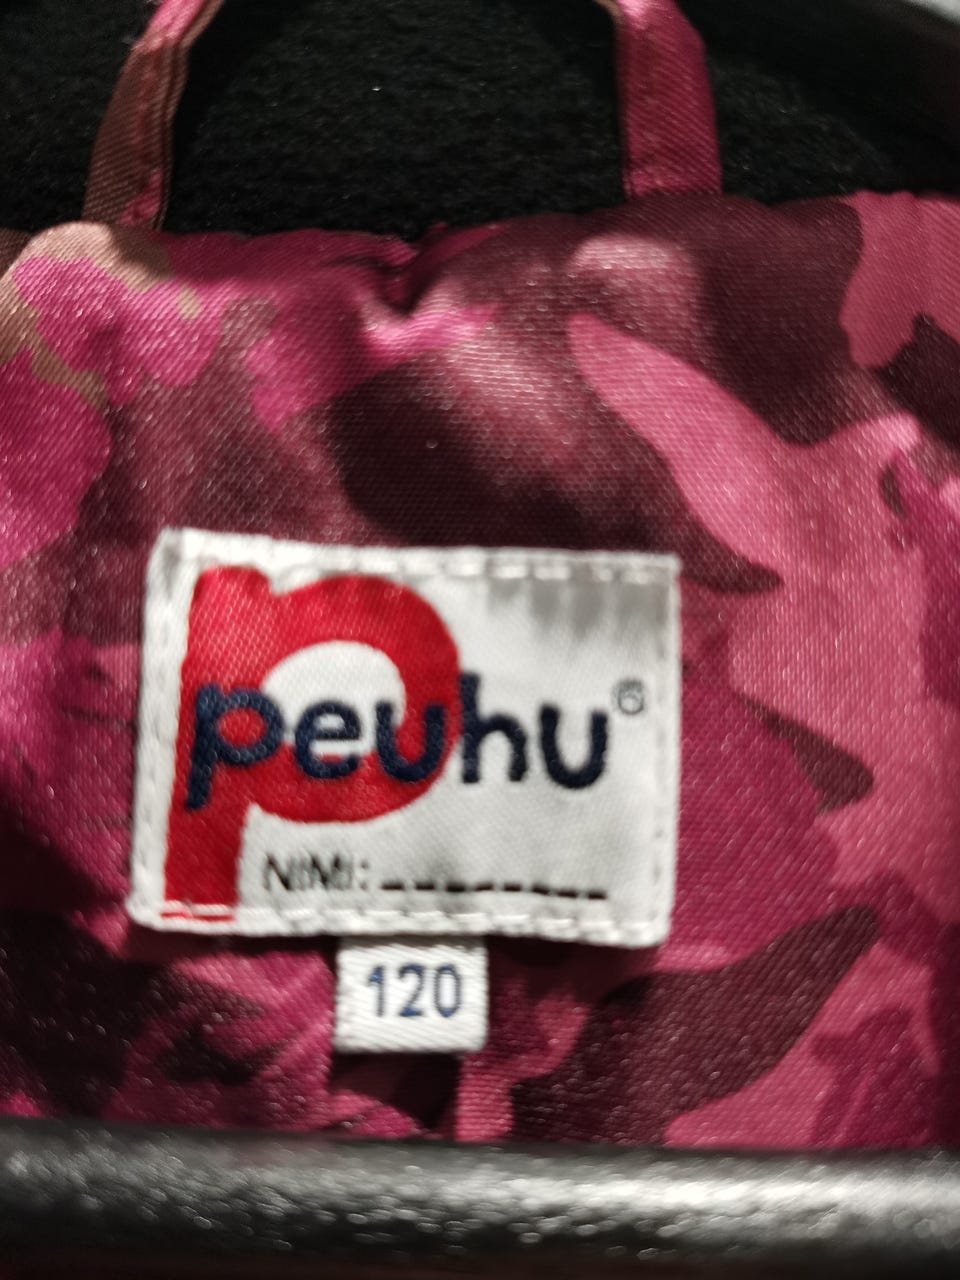 peuhu®
NIMI: _ _ _ _ _ _ _ _
120